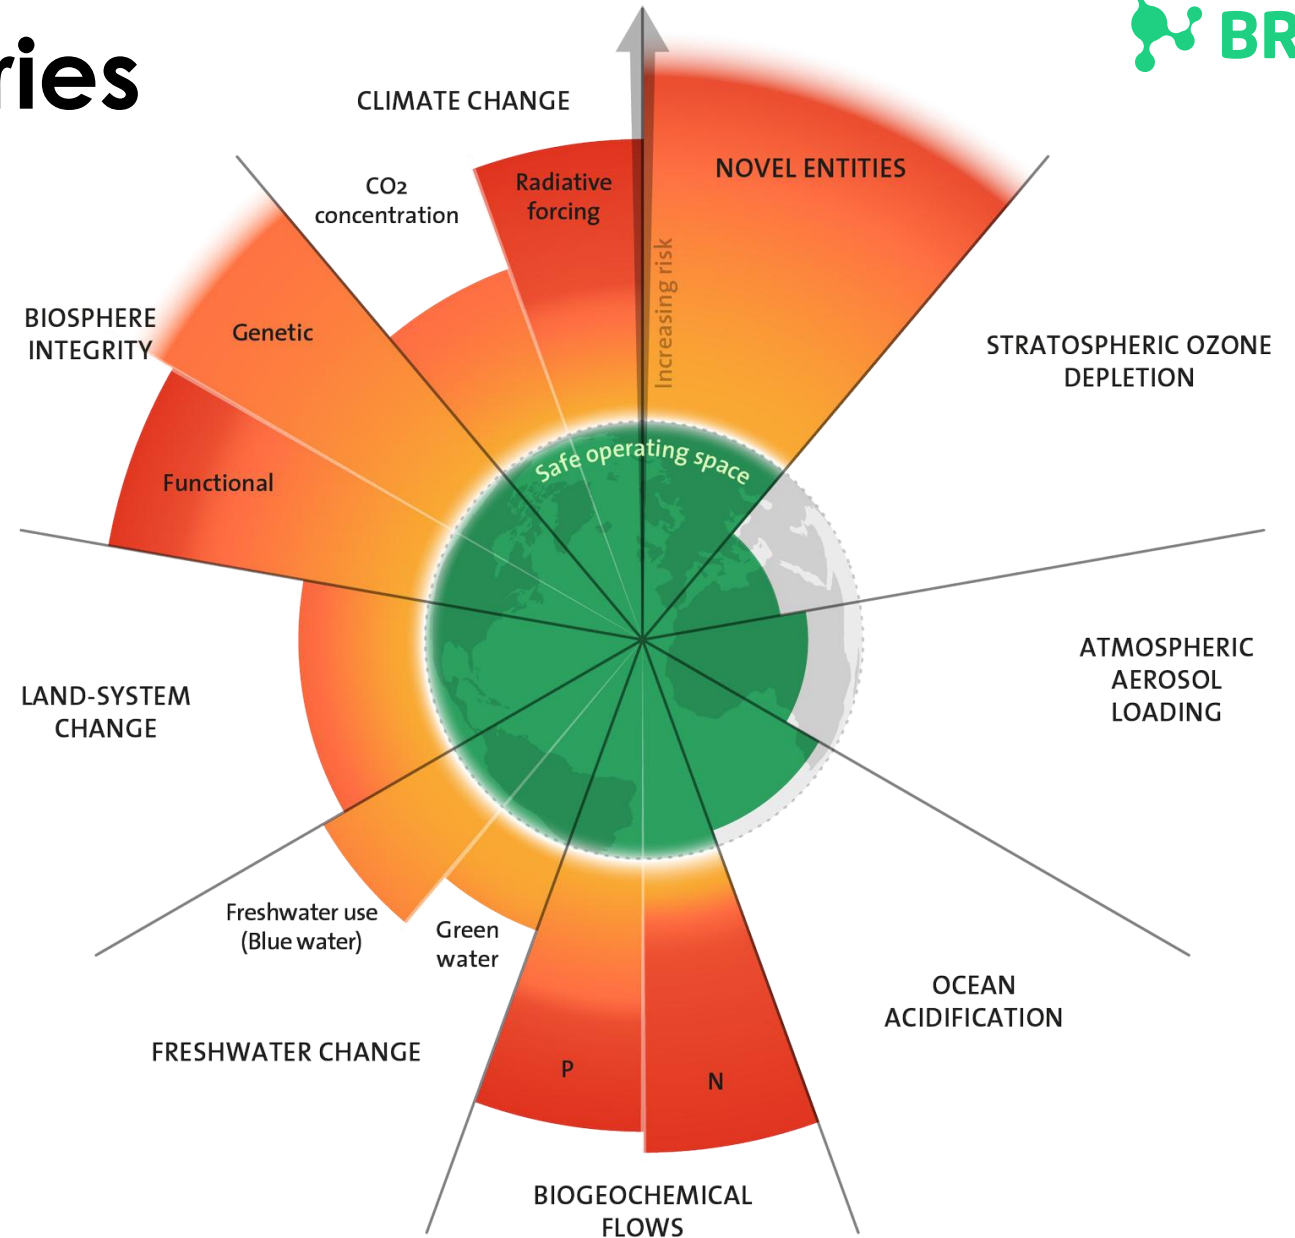 ries
BR
CLIMATE CHANGE
CO2
concentration
Radiative
forcing
NOVEL ENTITIES
Increasing risk
BIOSPHERE
INTEGRITY
Genetic
Functional
STRATOSPHERIC OZONE
DEPLETION
Safe operating space
ATMOSPHERIC
AEROSOL
LOADING
LAND-SYSTEM
CHANGE
Freshwater use
(Blue water)
Green
water
FRESHWATER CHANGE
OCEAN
ACIDIFICATION
P
N
BIOGEOCHEMICAL
FLOWS